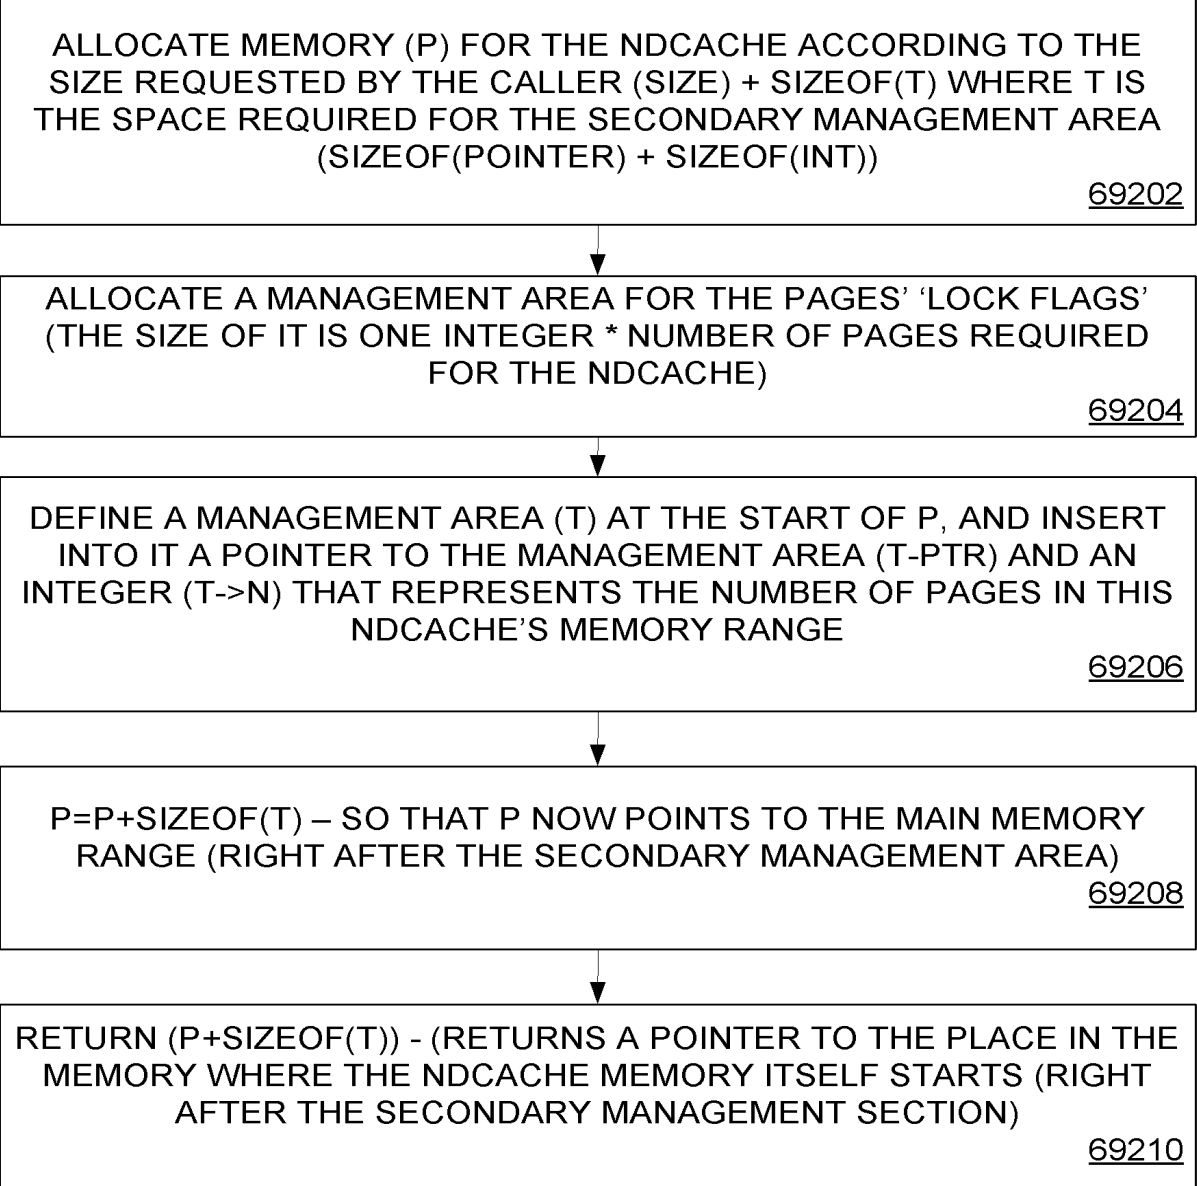 ALLOCATE MEMORY (P) FOR THE NDCACHE ACCORDING TO THE
SIZE REQUESTED BY THE CALLER (SIZE) + SIZEOF(T) WHERE T IS
THE SPACE REQUIRED FOR THE SECONDARY MANAGEMENT AREA
(SIZEOF(POINTER) + SIZEOF(INT))
69202
ALLOCATE A MANAGEMENT AREA FOR THE PAGES’ ‘LOCK FLAGS’
(THE SIZE OF IT IS ONE INTEGER * NUMBER OF PAGES REQUIRED
FOR THE NDCACHE)
69204
DEFINE A MANAGEMENT AREA (T) AT THE START OF P, AND INSERT
INTO IT A POINTER TO THE MANAGEMENT AREA (T-PTR) AND AN
INTEGER (T->N) THAT REPRESENTS THE NUMBER OF PAGES IN THIS
NDCACHE’S MEMORY RANGE
69206
P=P+SIZEOF(T) – SO THAT P NOW POINTS TO THE MAIN MEMORY
RANGE (RIGHT AFTER THE SECONDARY MANAGEMENT AREA)
69208
RETURN (P+SIZEOF(T)) - (RETURNS A POINTER TO THE PLACE IN THE
MEMORY WHERE THE NDCACHE MEMORY ITSELF STARTS (RIGHT
AFTER THE SECONDARY MANAGEMENT SECTION)
69210